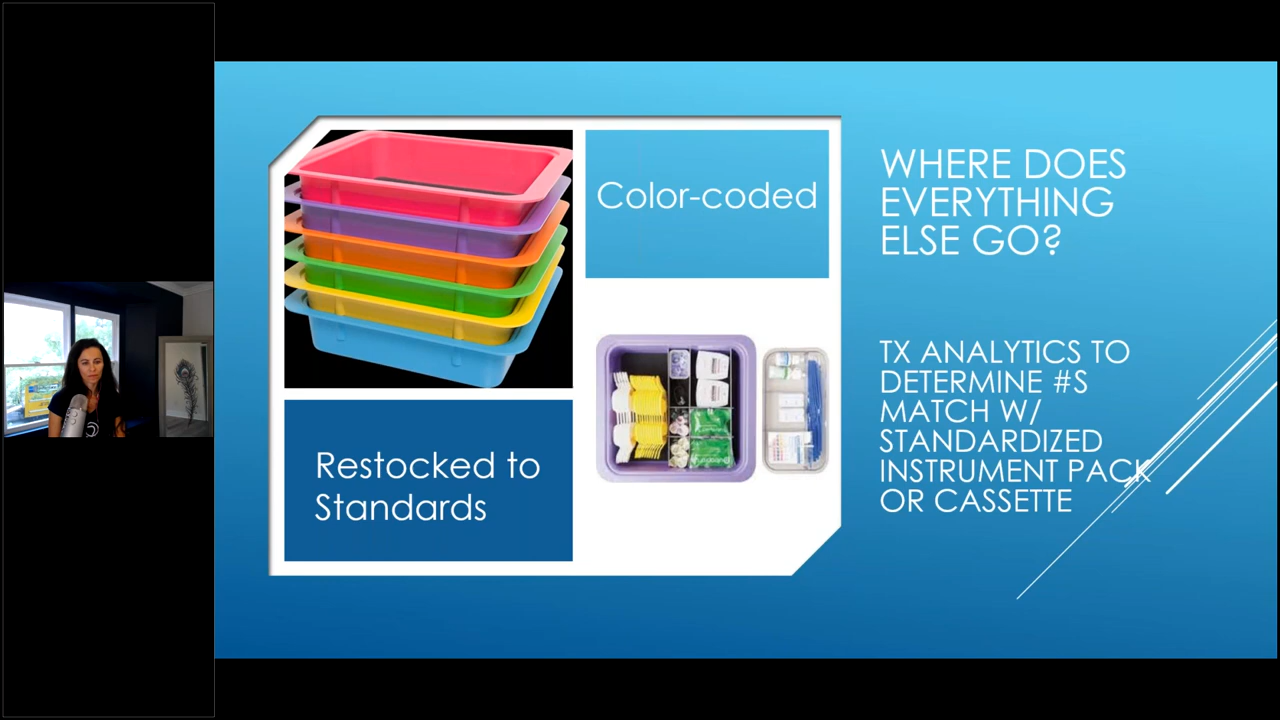 Color-coded
Restocked to
Standards
WHERE DOES
EVERYTHING
ELSE GO?
TX ANALYTICS TO
DETERMINE #S
MATCH W/
STANDARDIZED
INSTRUMENT PACK
OR CASSETTE